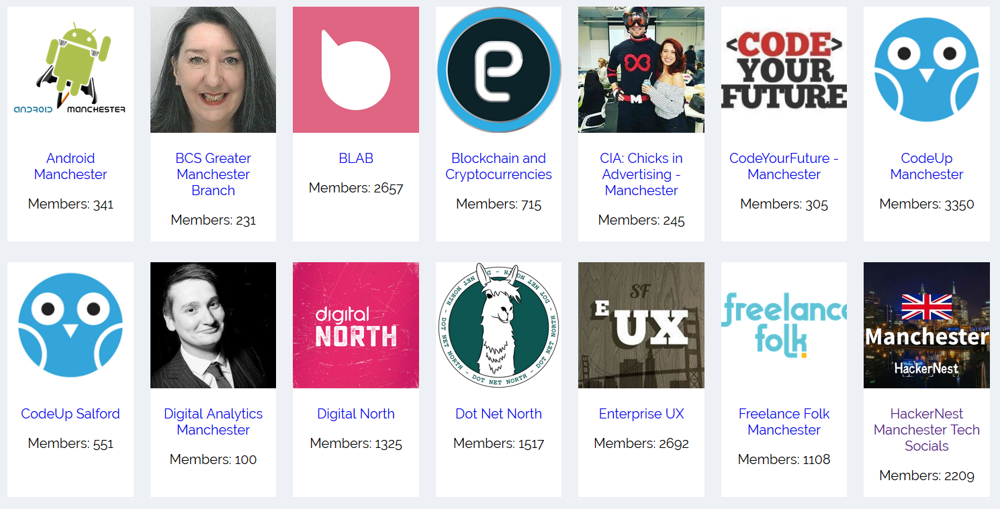 ANDROID MANCHESTER
<CODE>
YOUR
FUTURE
Android
Manchester
Members: 341
BCS Greater
Manchester
Branch
Members: 231
BLAB
Members: 2657
Blockchain and
Cryptocurrencies
Members: 715
CIA: Chicks in
Advertising -
Manchester
Members: 245
CodeYourFuture -
Manchester
Members: 305
CodeUp
Manchester
Members: 3350
digital
NORTH
DOT NET NORTH - DOT NET NORTH - DOT NET NORTH - DOT NET NORTH -
SF
E UX
freelance
folk
Manchester
HackerNest
CodeUp Salford
Members: 551
Digital Analytics
Manchester
Members: 100
Digital North
Members: 1325
Dot Net North
Members: 1517
Enterprise UX
Members: 2692
Freelance Folk
Manchester
Members: 1108
HackerNest
Manchester Tech
Socials
Members: 2209